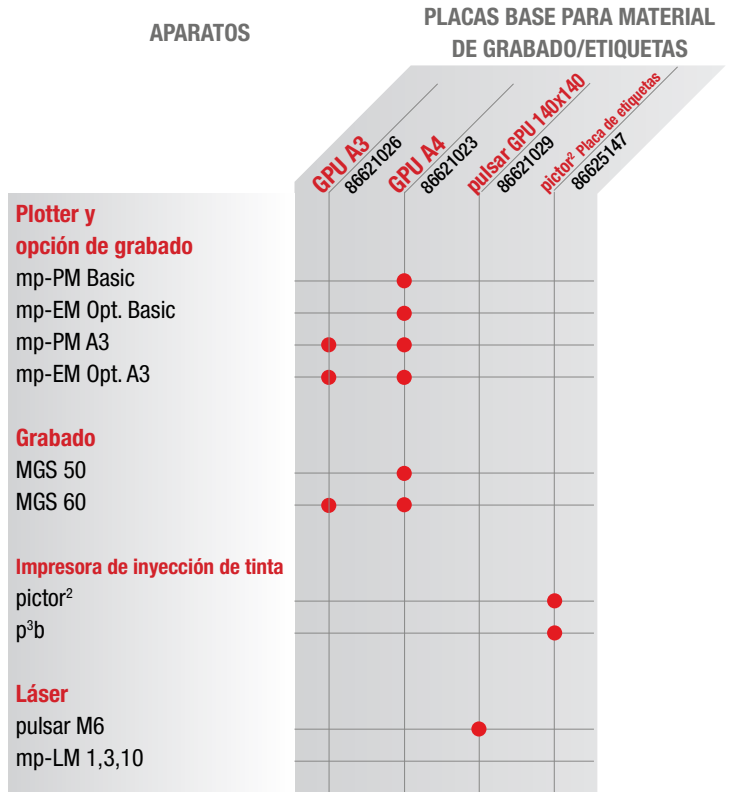 APARATOS
PLACAS BASE PARA MATERIAL
DE GRABADO/ETIQUETAS
GPU A3
86621026
GPU A4
86621023
pulsar GPU 140x140
86621029
pictor² Placa de etiquetas
86625147
Plotter y
opción de grabado
mp-PM Basic
mp-EM Opt. Basic
mp-PM A3
mp-EM Opt. A3
Grabado
MGS 50
MGS 60
Impresora de inyección de tinta
pictor²
p³b
Láser
pulsar M6
mp-LM 1,3,10